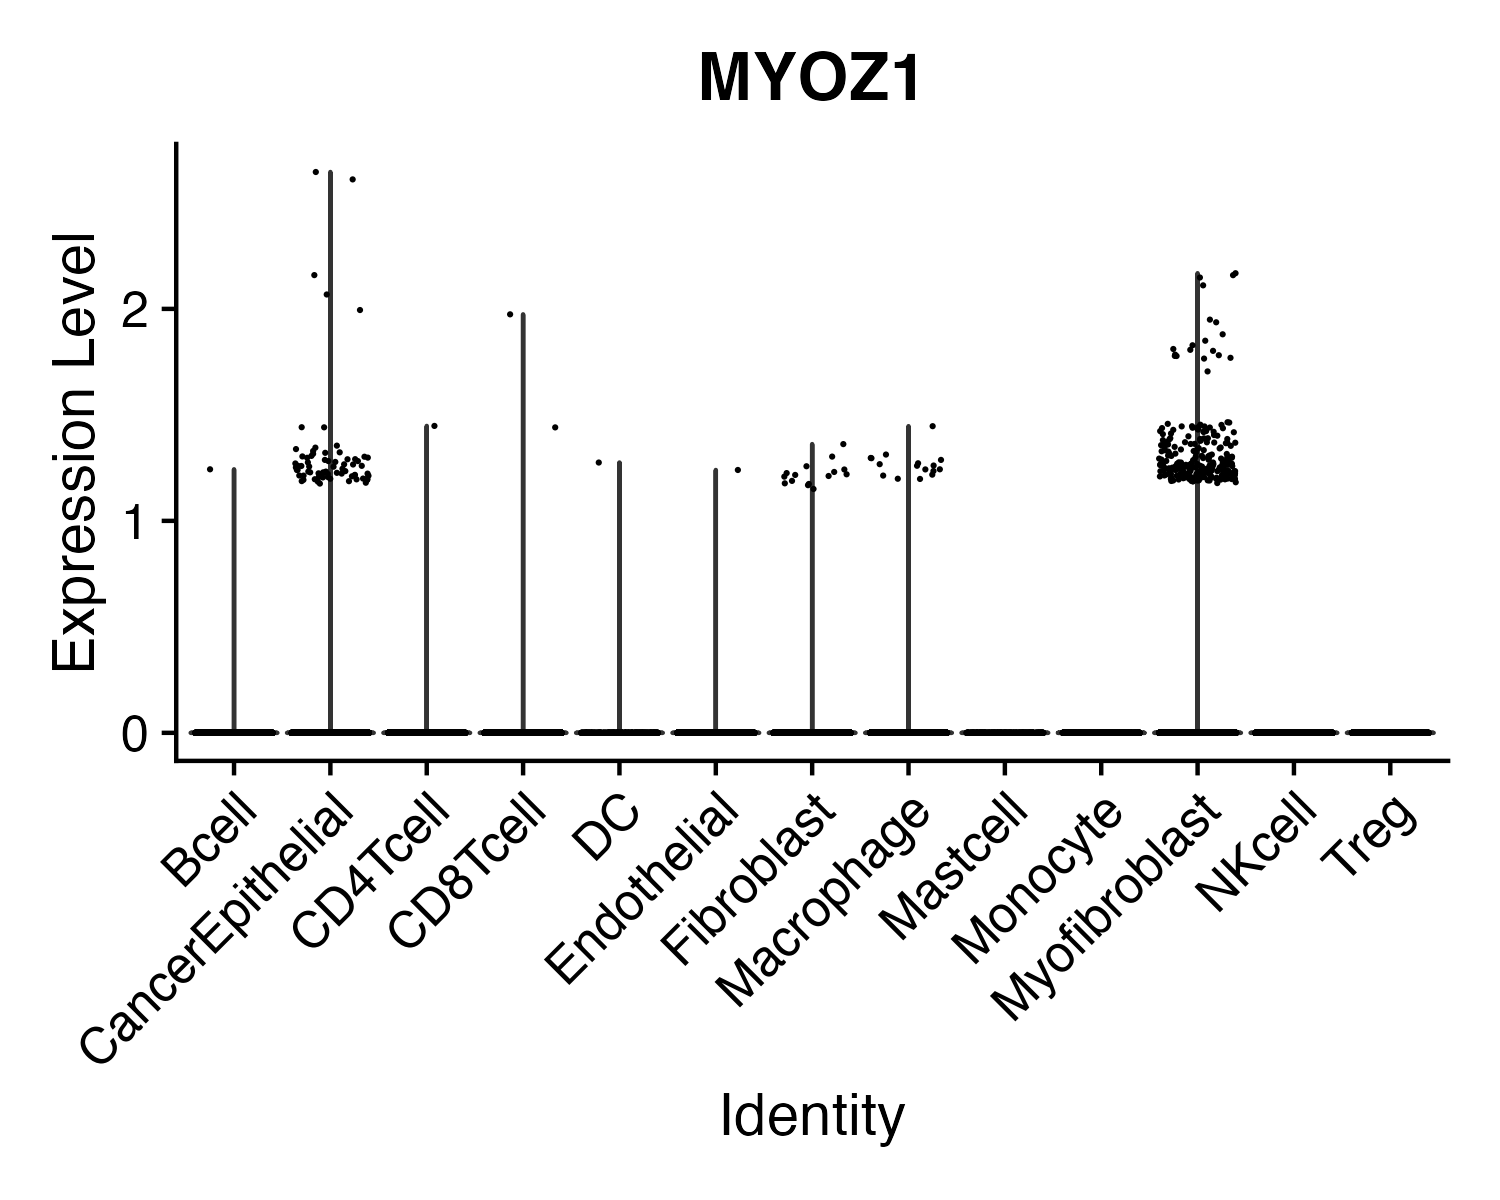 MYOZ1
Expression Level
2
1
0
Bcell
CancerEpithelial
CD4Tcell
CD8Tcell
DC
Endothelial
Fibroblast
Macrophage
Mastcell
Monocyte
Myofibroblast
NKcell
Treg
Identity